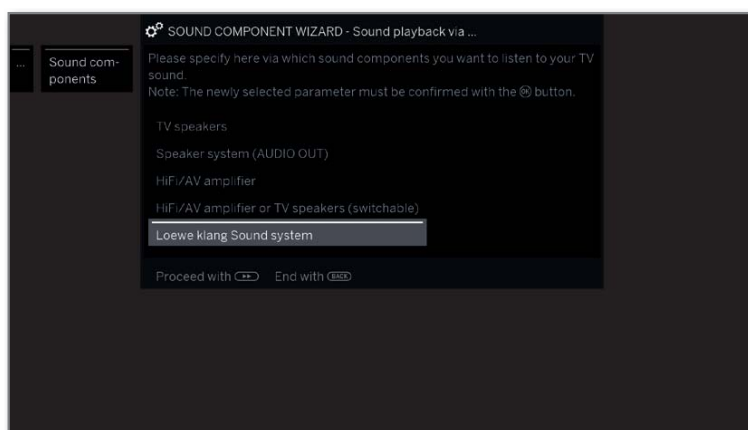 SOUND COMPONENT WIZARD - Sound playback via ...
... Sound com-
ponents
Please specify here via which sound components you want to listen to your TV
sound.
Note: The newly selected parameter must be confirmed with the OK button.
TV speakers
Speaker system (AUDIO OUT)
HiFi/AV amplifier
HiFi/AV amplifier or TV speakers (switchable)
Loewe klang Sound system
Proceed with ▸▸ End with BACK